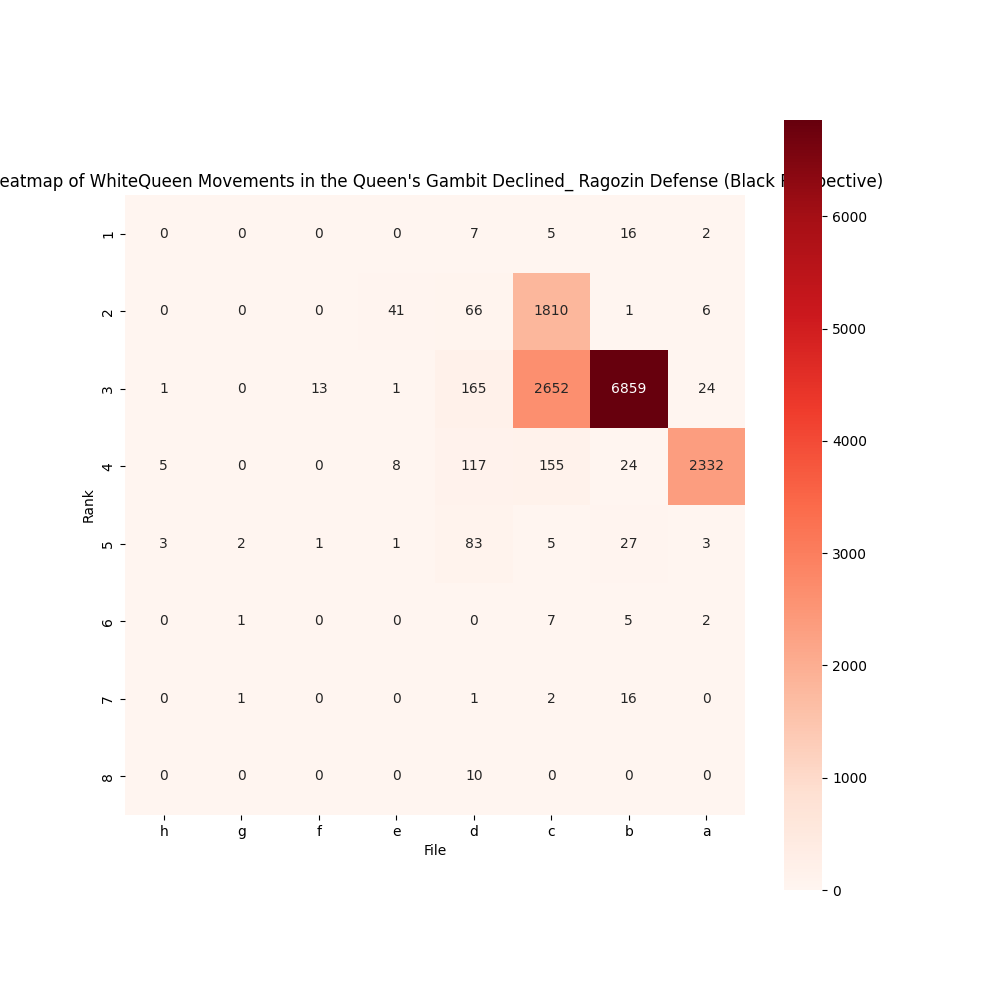 eatmap of WhiteQueen Movements in the Queen's Gambit Declined_ Ragozin Defense (Black P pective)
1 0 0 0 0 7 5 16 2
2 0 0 0 41 66 1810 1 6
3 1 0 13 1 165 2652 6859 24
4 5 0 0 8 117 155 24 2332
5 3 2 1 1 83 5 27 3
6 0 1 0 0 0 7 5 2
7 0 1 0 0 1 2 16 0
8 0 0 0 0 10 0 0 0
h g f e d c b a
File
Rank
6000
5000
4000
3000
2000
1000
0